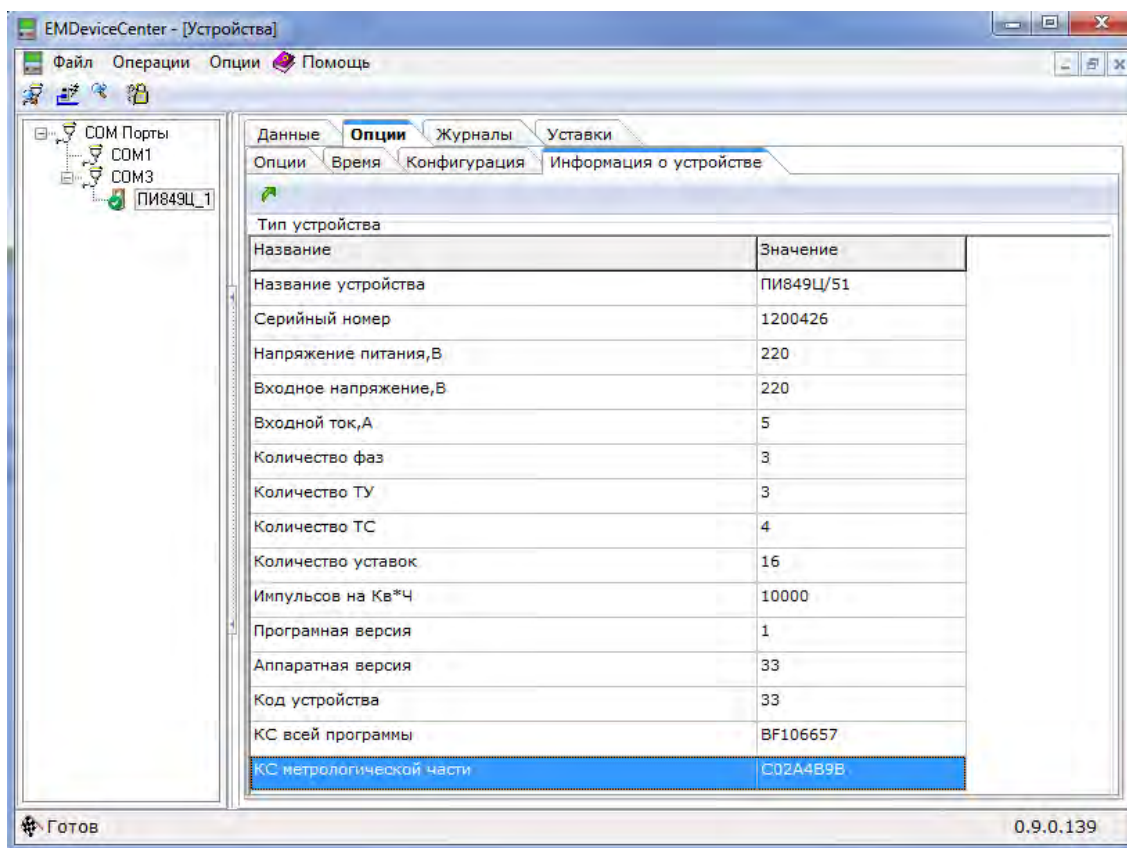 EMDeviceCenter - [Устройства]
Файл Операции Опции Помощь
COM Порты
COM1
COM3
ПИ849Ц_1
Данные Опции Журналы Уставки
Опции Время Конфигурация Информация о устройстве
Тип устройства
Название Значение
Название устройства ПИ849Ц/51
Серийный номер 1200426
Напряжение питания,В 220
Входное напряжение,В 220
Входной ток,А 5
Количество фаз 3
Количество ТУ 3
Количество ТС 4
Количество уставок 16
Импульсов на Кв*Ч 10000
Програмная версия 1
Аппаратная версия 33
Код устройства 33
КС всей программы BF106657
КС метрологической части C02A4B9B
Готов 0.9.0.139